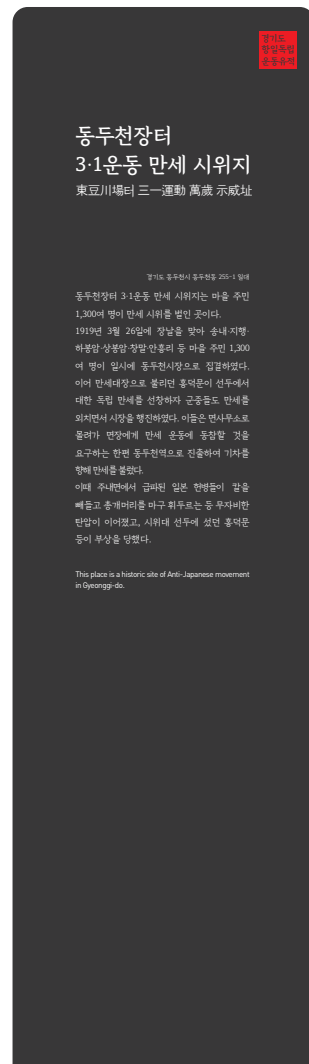 경기도
항일독립
운동유적
동두천장터
3·1운동 만세 시위지
東豆川場터 三一運動 萬歲 示威址
경기도 동두천시 동두천동 255-1 일대
동두천장터 3·1운동 만세 시위지는 마을 주민
1,300여 명이 만세 시위를 벌인 곳이다.
1919년 3월 26일에 장날을 맞아 송내·지행·
하봉암·상봉암·창말·안흥리 등 마을 주민 1,300
여 명이 일시에 동두천시장으로 집결하였다.
이어 만세대장으로 불리던 홍덕문이 선두에서
대한 독립 만세를 선창하자 군중들도 만세를
외치면서 시장을 행진하였다. 이들은 면사무소로
몰려가 면장에게 만세 운동에 동참할 것을
요구하는 한편 동두천역으로 진출하여 기차를
향해 만세를 불렀다.
이때 주내면에서 급파된 일본 헌병들이 칼을
빼들고 총개머리를 마구 휘두르는 등 무자비한
탄압이 이어졌고, 시위대 선두에 섰던 홍덕문
등이 부상을 당했다.
This place is a historic site of Anti-Japanese movement
in Gyeonggi-do.